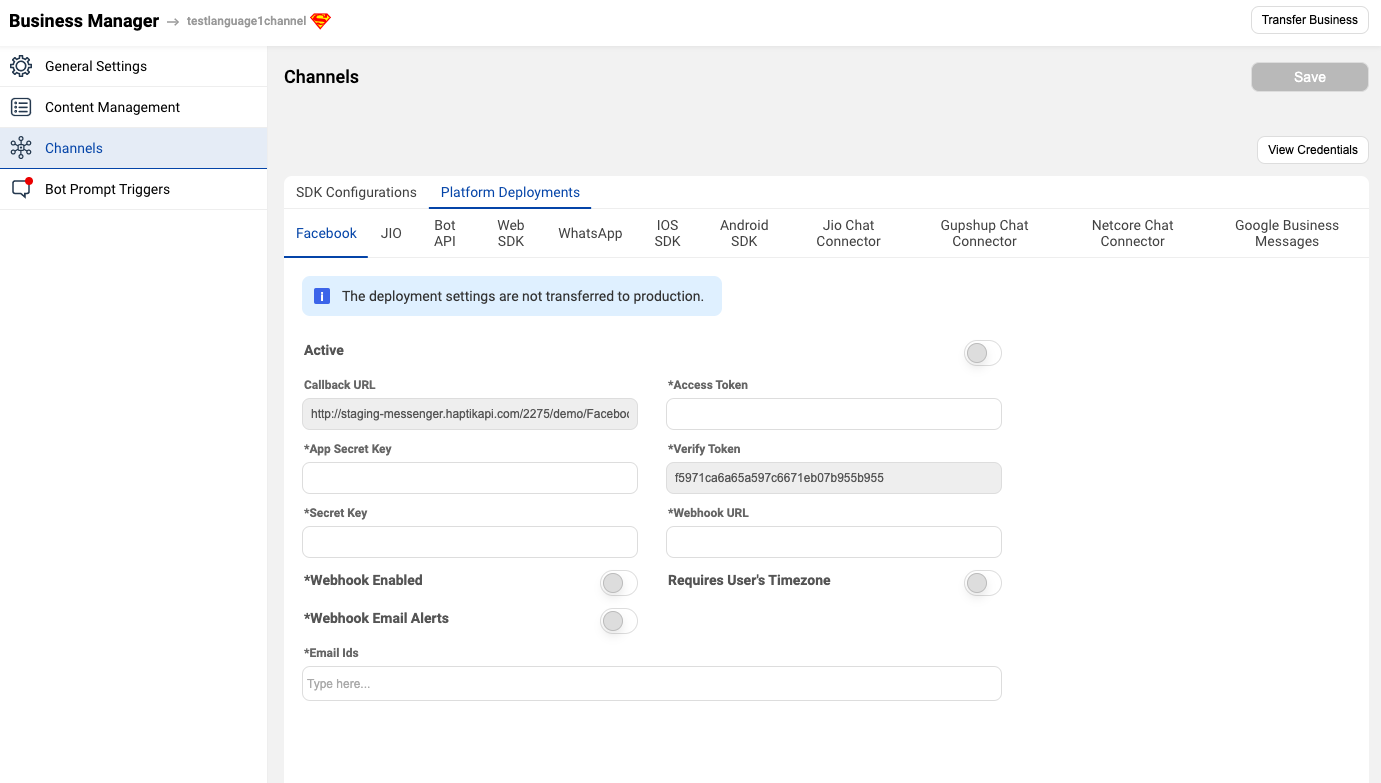 Business Manager → testlanguage1channel
Transfer Business
General Settings
Content Management
Channels
Bot Prompt Triggers
Channels
Save
View Credentials
SDK Configurations
Platform Deployments
Facebook
JIO
Bot
API
Web
SDK
WhatsApp
IOS
SDK
Android
SDK
Jio Chat
Connector
Gupshup Chat
Connector
Netcore Chat
Connector
Google Business
Messages
i The deployment settings are not transferred to production.
Active
Callback URL
http://staging-messenger.haptikapi.com/2275/demo/Faceboo
*Access Token
*App Secret Key
*Verify Token
f5971ca6a65a597c6671eb07b955b955
*Secret Key
*Webhook URL
*Webhook Enabled
Requires User's Timezone
*Webhook Email Alerts
*Email Ids
Type here...